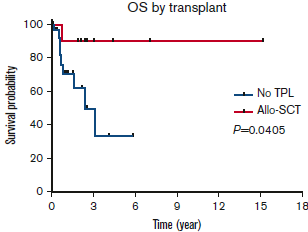 OS by transplant
Survival probability
100
80
60
40
20
0
No TPL
Allo-SCT
P=0.0405
0 3 6 9 12 15 18
Time (year)